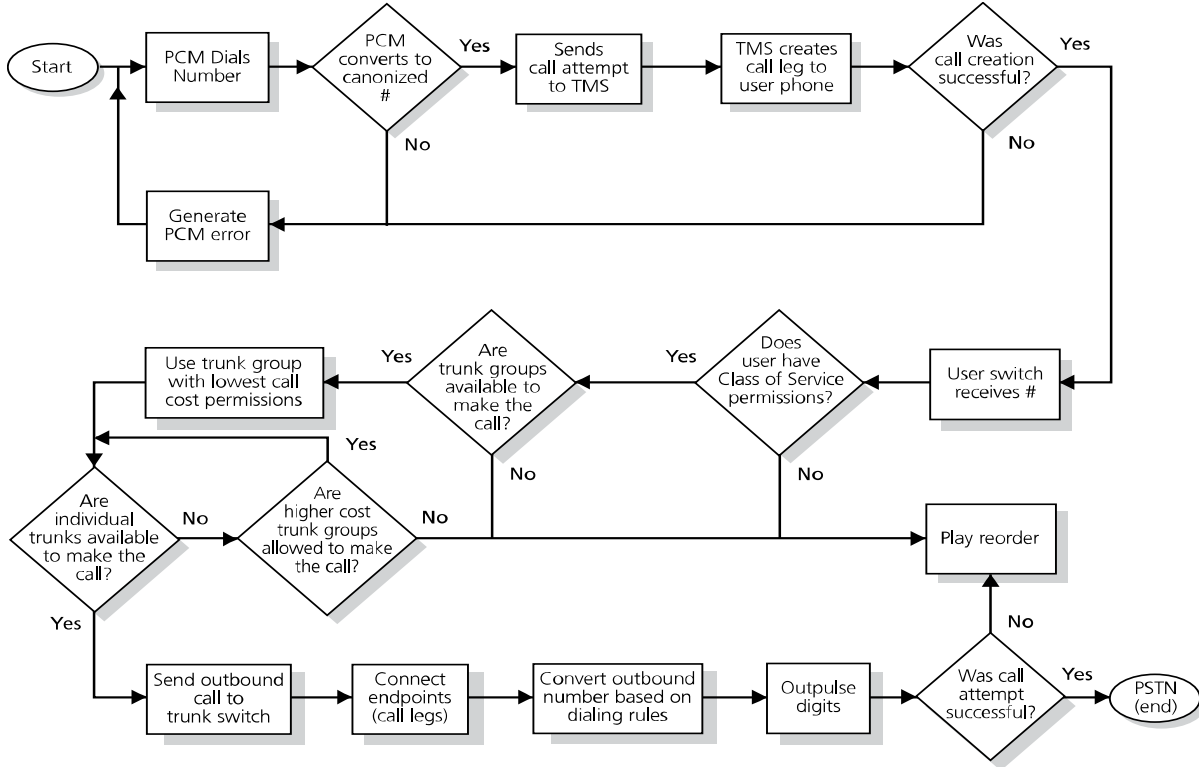 Start
PCM Dials
Number
PCM
converts to
canonized
#
Yes
No
Sends
call attempt
to TMS
TMS creates
call leg to
user phone
Was
call creation
successful?
Yes
No
Generate
PCM error
Use trunk group
with lowest call
cost permissions
Yes
Are
trunk groups
available to
make the
call?
No
Yes
Does
user have
Class of Service
permissions?
No
User switch
receives #
Are
individual
trunks available
to make the
call?
No
Yes
Yes
Are
higher cost
trunk groups
allowed to make
the call?
No
Play reorder
Send outbound
call to
trunk switch
Connect
endpoints
(call legs)
Convert outbound
number based on
dialing rules
Outpulse
digits
No
Was call
attempt
successful?
Yes
PSTN
(end)